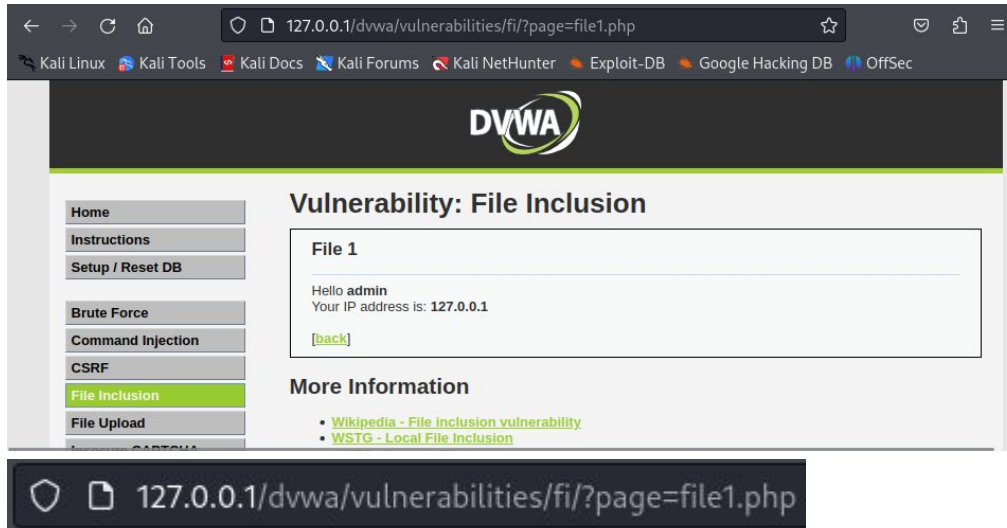 127.0.0.1/dvwa/vulnerabilities/fi/?page=file1.php
Kali Linux Kali Tools Kali Docs Kali Forums Kali NetHunter Exploit-DB Google Hacking DB OffSec
DVWA
Home
Instructions
Setup / Reset DB
Brute Force
Command Injection
CSRF
File Inclusion
File Upload
Insecure CAPTCHA
Vulnerability: File Inclusion
File 1
Hello admin
Your IP address is: 127.0.0.1
[back]
More Information
• Wikipedia - File inclusion vulnerability
• WSTG - Local File Inclusion
127.0.0.1/dvwa/vulnerabilities/fi/?page=file1.php